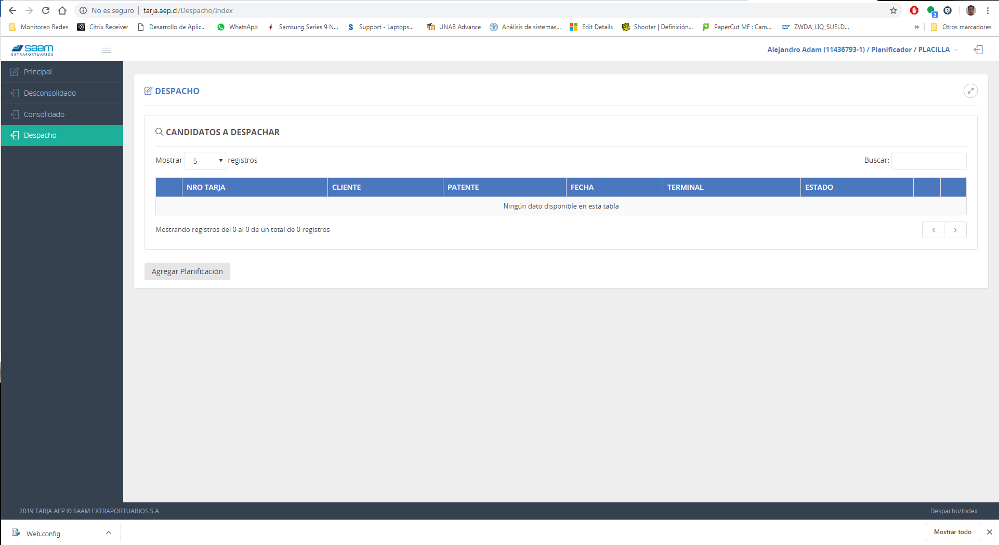 No es seguro | tarja.aep.cl/Despacho/Index
Monitoreo Redes Citrix Receiver Desarrollo de Aplic... WhatsApp Samsung Series 9 N... Support - Laptops... UNAB Advance Análisis de sistemas... Edit Details Shooter | Definición... PaperCut MF : Cam... ZWDA_LIQ_SUELD... » Otros marcadores
saam
EXTRAPORTUARIOS
Alejandro Adam (11436793-1) / Planificador / PLACILLA
Principal
Desconsolidado
Consolidado
Despacho
DESPACHO
CANDIDATOS A DESPACHAR
Mostrar 5 registros Buscar:
NRO TARJA CLIENTE PATENTE FECHA TERMINAL ESTADO
Ningún dato disponible en esta tabla
Mostrando registros del 0 al 0 de un total de 0 registros
Agregar Planificación
2019 TARJA AEP © SAAM EXTRAPORTUARIOS S.A. Despacho/Index
Web.config Mostrar todo